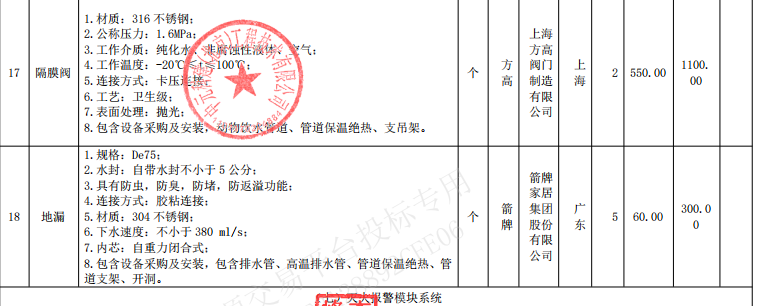 17
隔膜阀
1.材质：316 不锈钢；
2.公称压力：1.6MPa；
3.工作介质：纯化水、非腐蚀性液体、空气；
4.工作温度：-20℃≤t≤100℃；
5.连接方式：卡压连接；
6.工艺：卫生级；
7.表面处理：抛光；
8.包含设备采购及安装，动物饮水管道、管道保温绝热、支吊架。
个
方高
上海方高阀门制造有限公司
上海
2
550.00
1100.
00
18
地漏
1.规格：De75；
2.水封：自带水封不小于 5 公分；
3.具有防虫，防臭，防堵，防返溢功能；
4.连接方式：胶粘连接；
5.材质：304 不锈钢；
6.下水速度：不小于 380 ml/s；
7.内芯：自重力闭合式；
8.包含设备采购及安装，包含排水管、高温排水管、管道保温绝热、管
道支架、开洞。
个
箭牌
箭牌家居集团股份有限公司
广东
5
60.00
300.0
0
灭火报警模块系统
交易平台投标专用